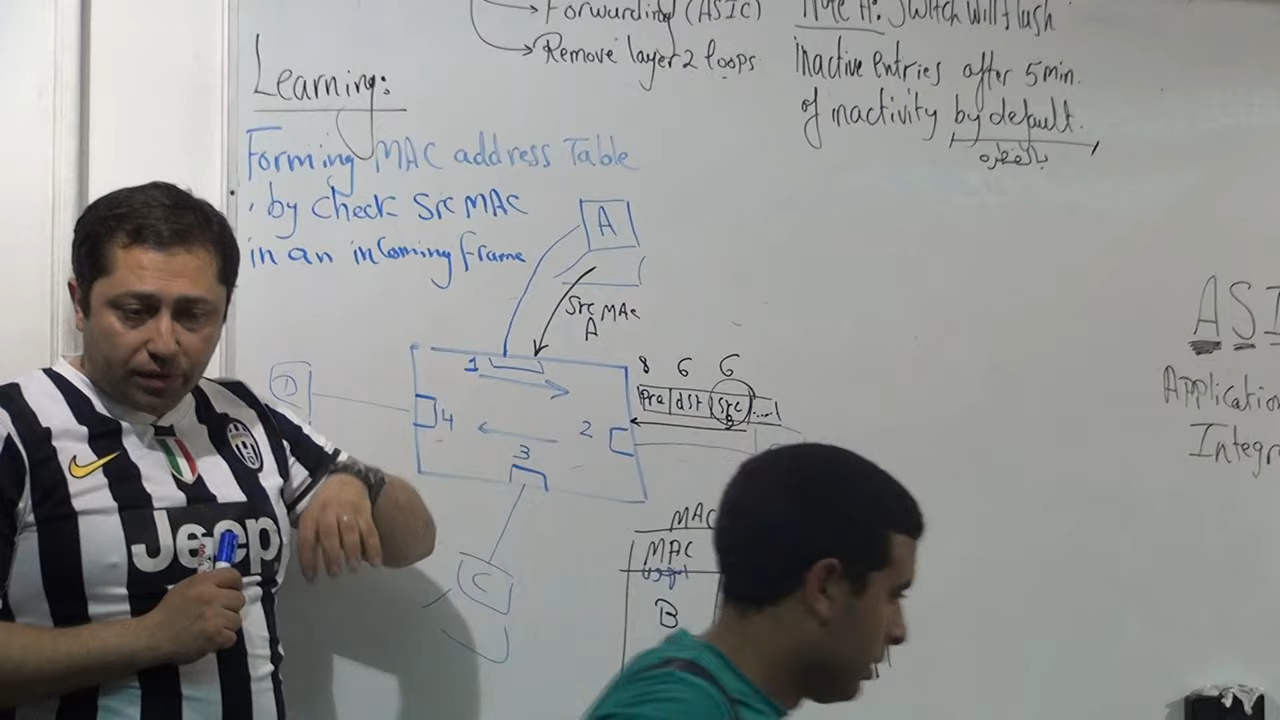 → Forwarding (ASIC)
→ Remove layer 2 loops
Note A: Switch will flush
inactive entries after 5 min.
of inactivity by default.
بالفطره
Learning:
Forming MAC address Table
by check Src MAC
in an incoming frame
A
Src MAC
A
8 6 6
pre dst src ....
B
1
2
3
4
D
C
MAC
MAC
B
ASI
Application
Integr
Jeep